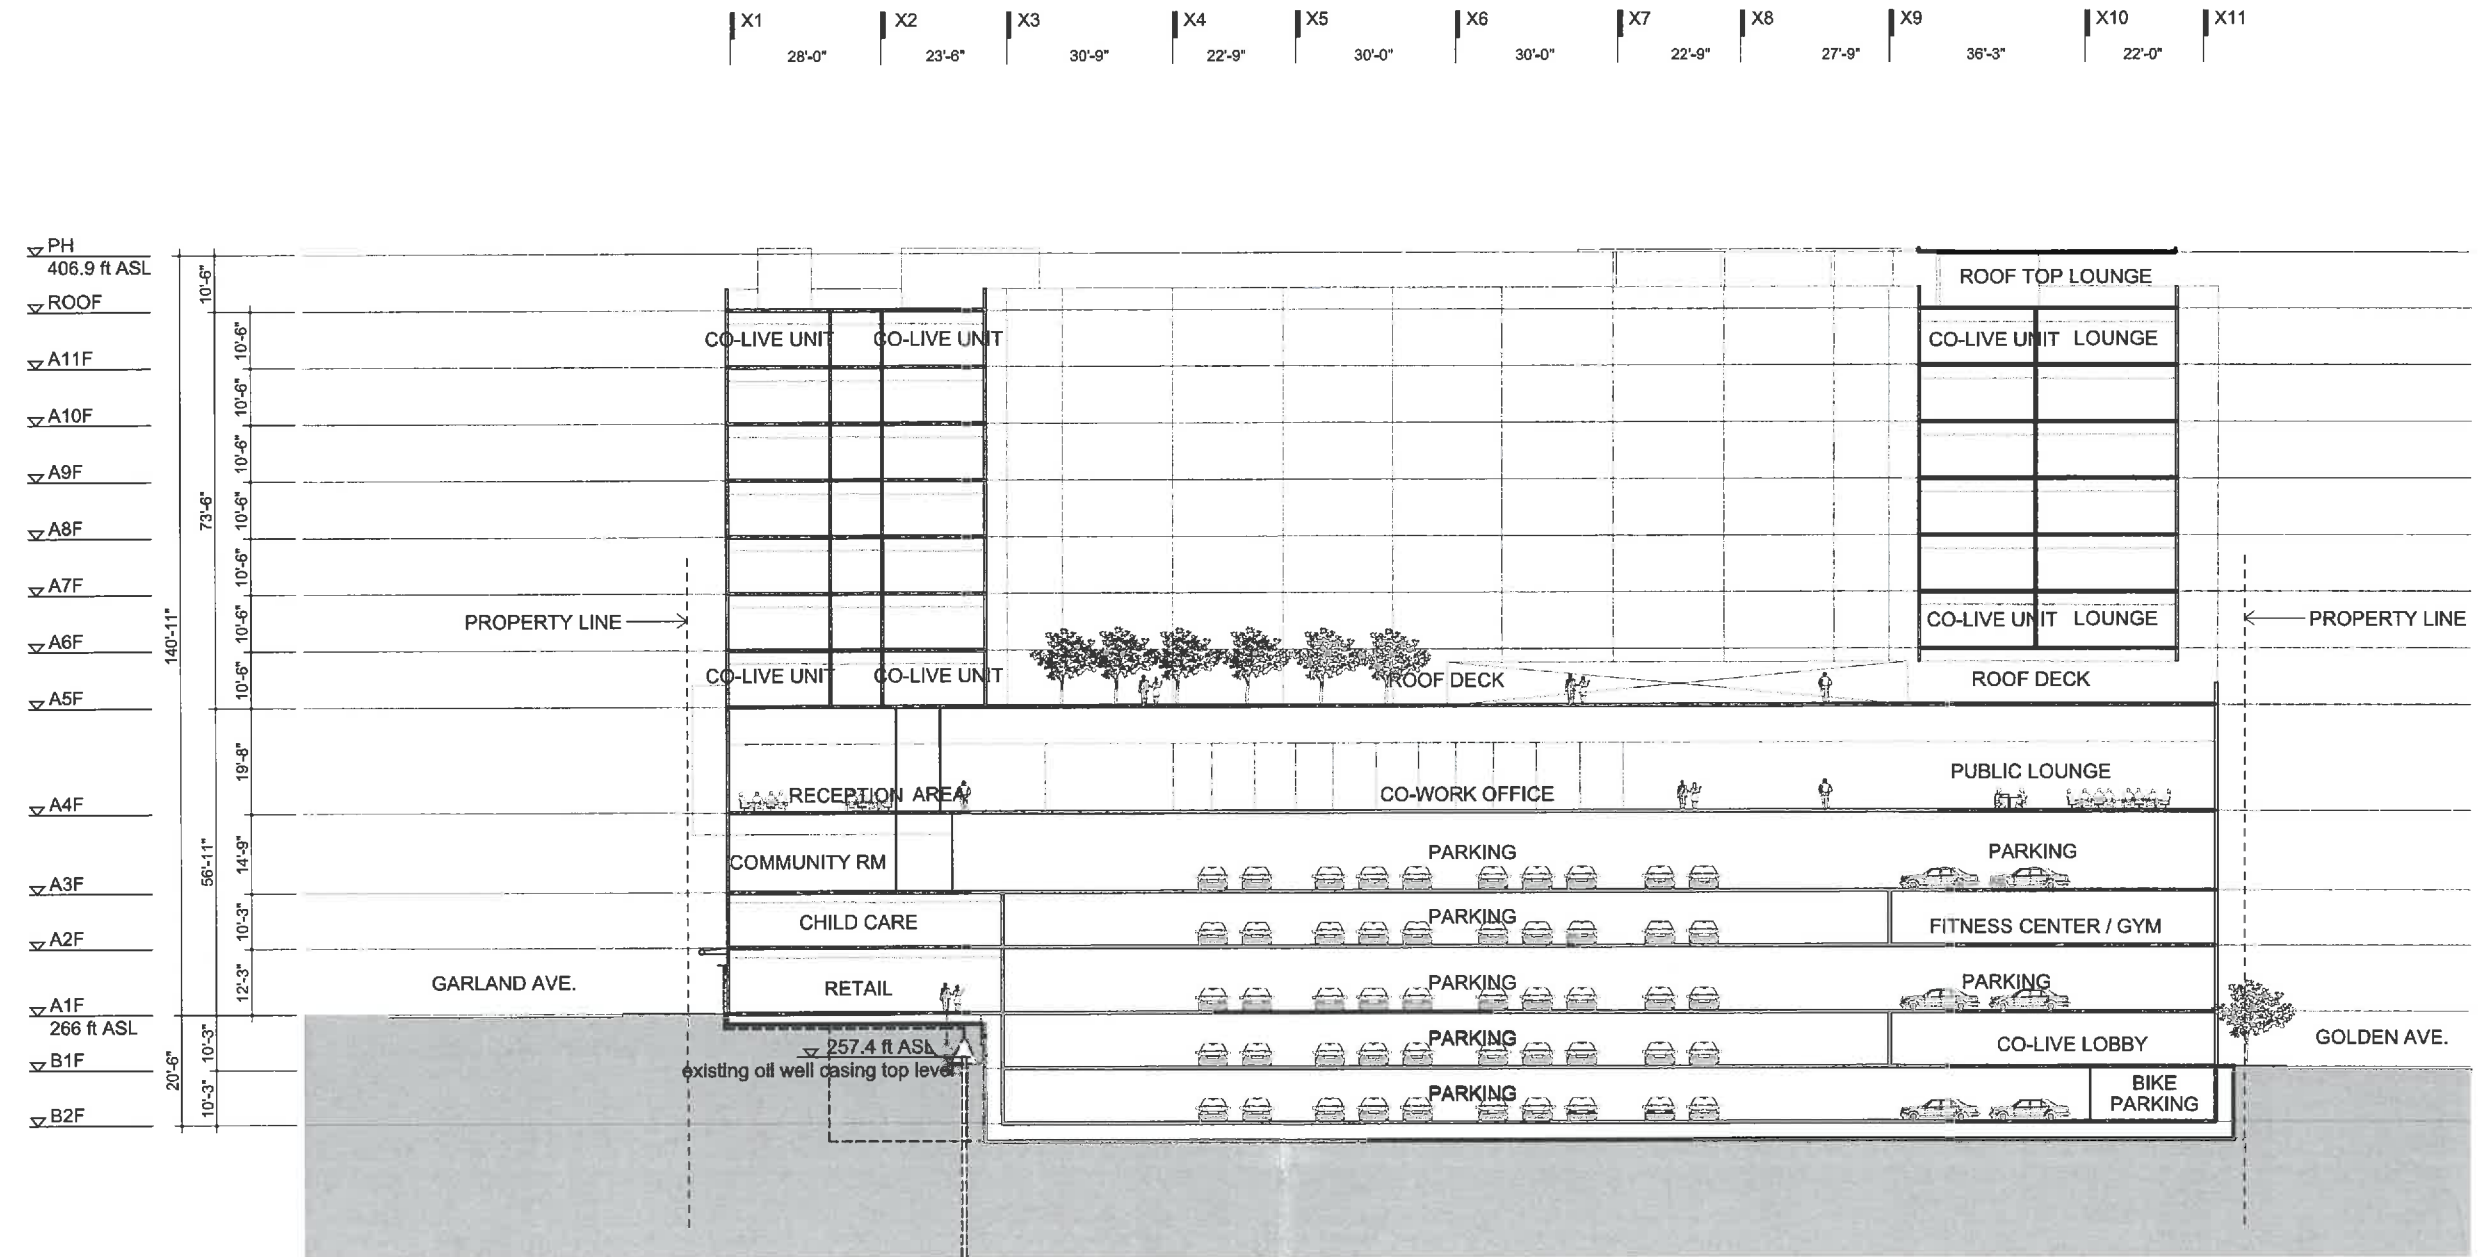 X1 X2 X3 X4 X5 X6 X7 X8 X9 X10 X11
28'-0" 23'-6" 30'-9" 22'-9" 30'-0" 30'-0" 22'-9" 27'-9" 36'-3" 22'-0"
PH
406.9 ft ASL
ROOF
A11F
A10F
A9F
A8F
A7F
A6F
A5F
A4F
A3F
A2F
A1F
266 ft ASL
B1F
B2F
140'-11"
20'-6"
10'-6"
73'-6"
56'-11"
10'-3"
10'-3"
10'-6"
10'-6"
10'-6"
10'-6"
10'-6"
10'-6"
10'-6"
19'-8"
14'-9"
10'-3"
12'-3"
ROOF TOP LOUNGE
CO-LIVE UNIT CO-LIVE UNIT CO-LIVE UNIT LOUNGE
PROPERTY LINE CO-LIVE UNIT LOUNGE PROPERTY LINE
CO-LIVE UNIT CO-LIVE UNIT ROOF DECK ROOF DECK
PUBLIC LOUNGE
RECEPTION AREA CO-WORK OFFICE
COMMUNITY RM PARKING PARKING
CHILD CARE PARKING FITNESS CENTER / GYM
GARLAND AVE. RETAIL PARKING PARKING
257.4 ft ASL PARKING CO-LIVE LOBBY GOLDEN AVE.
existing oil well casing top level
PARKING BIKE
PARKING